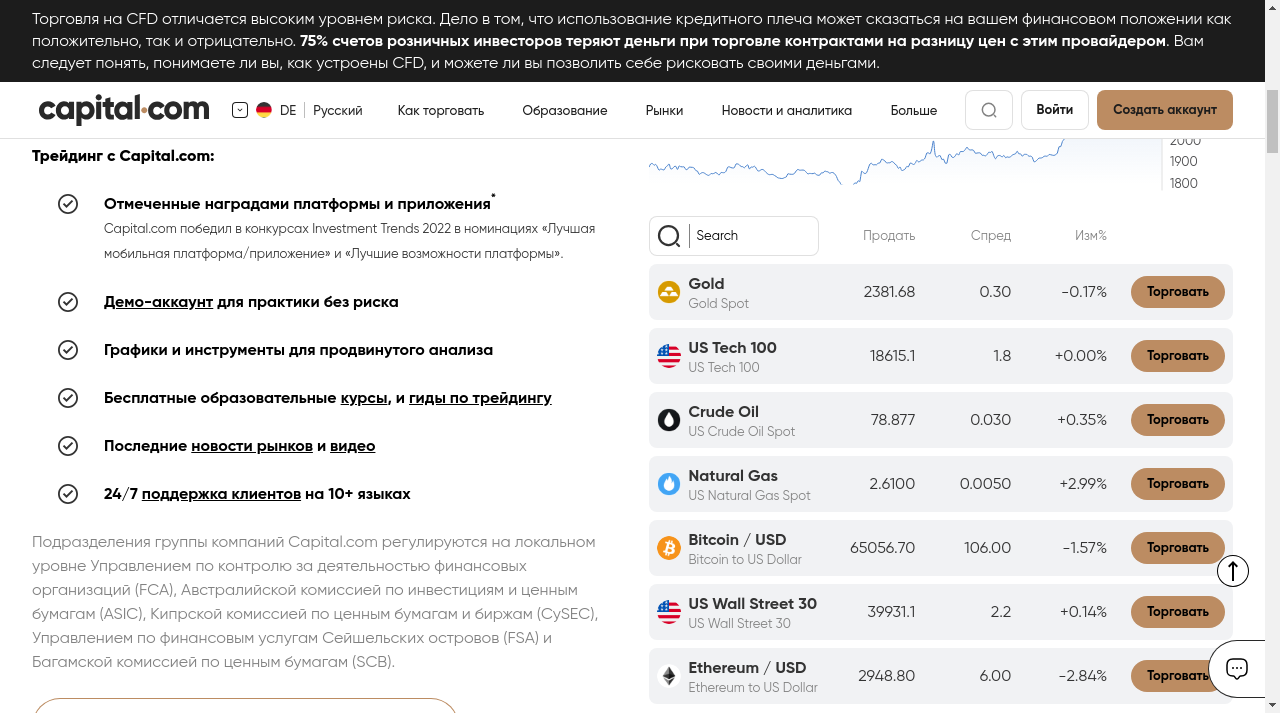 Торговля на CFD отличается высоким уровнем риска. Дело в том, что использование кредитного плеча может сказаться на вашем финансовом положении как
положительно, так и отрицательно. 75% счетов розничных инвесторов теряют деньги при торговле контрактами на разницу цен с этим провайдером. Вам
следует понять, понимаете ли вы, как устроены CFD, и можете ли вы позволить себе рисковать своими деньгами.
capital.com DE Русский Как торговать Образование Рынки Новости и аналитика Больше Войти Создать аккаунт
Трейдинг с Capital.com:
Отмеченные наградами платформы и приложения*
Capital.com победил в конкурсах Investment Trends 2022 в номинациях «Лучшая
мобильная платформа/приложение» и «Лучшие возможности платформы».
Демо-аккаунт для практики без риска
Графики и инструменты для продвинутого анализа
Бесплатные образовательные курсы, и гиды по трейдингу
Последние новости рынков и видео
24/7 поддержка клиентов на 10+ языках
Подразделения группы компаний Capital.com регулируются на локальном
уровне Управлением по контролю за деятельностью финансовых
организаций (FCA), Австралийской комиссией по инвестициям и ценным
бумагам (ASIC), Кипрской комиссией по ценным бумагам и биржам (CySEC),
Управлением по финансовым услугам Сейшельских островов (FSA) и
Багамской комиссией по ценным бумагам (SCB).
2000
1900
1800
Search Продать Спред Изм%
Gold 2381.68 0.30 -0.17% Торговать
Gold Spot
US Tech 100 18615.1 1.8 +0.00% Торговать
US Tech 100
Crude Oil 78.877 0.030 +0.35% Торговать
US Crude Oil Spot
Natural Gas 2.6100 0.0050 +2.99% Торговать
US Natural Gas Spot
Bitcoin / USD 65056.70 106.00 -1.57% Торговать
Bitcoin to US Dollar
US Wall Street 30 39931.1 2.2 +0.14% Торговать
US Wall Street 30
Ethereum / USD 2948.80 6.00 -2.84% Торговать
Ethereum to US Dollar